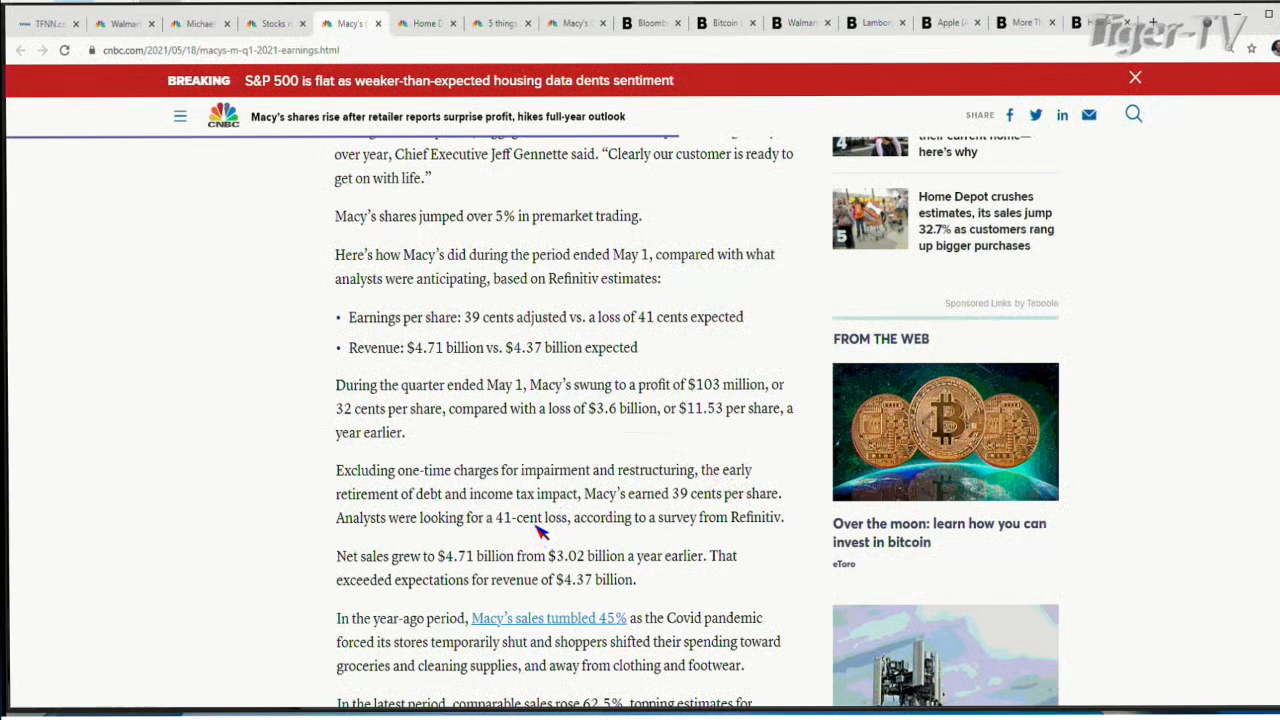 TFNN.co
Walmar
Michael
Stocks i
Macy's
Home D
5 things
Macy's D
Bloom
Bitcoin
Walmar
Lambor
Apple (A
More Th
Tiger-TV
cnbc.com/2021/05/18/macys-m-q1-2021-earnings.html
BREAKING S&P 500 is flat as weaker-than-expected housing data dents sentiment
CNBC
Macy's shares rise after retailer reports surprise profit, hikes full-year outlook
SHARE
over year, Chief Executive Jeff Gennette said. “Clearly our customer is ready to
get on with life.”
Macy's shares jumped over 5% in premarket trading.
Here's how Macy's did during the period ended May 1, compared with what
analysts were anticipating, based on Refinitiv estimates:
• Earnings per share: 39 cents adjusted vs. a loss of 41 cents expected
• Revenue: $4.71 billion vs. $4.37 billion expected
During the quarter ended May 1, Macy's swung to a profit of $103 million, or
32 cents per share, compared with a loss of $3.6 billion, or $11.53 per share, a
year earlier.
Excluding one-time charges for impairment and restructuring, the early
retirement of debt and income tax impact, Macy's earned 39 cents per share.
Analysts were looking for a 41-cent loss, according to a survey from Refinitiv.
Net sales grew to $4.71 billion from $3.02 billion a year earlier. That
exceeded expectations for revenue of $4.37 billion.
In the year-ago period, Macy's sales tumbled 45% as the Covid pandemic
forced its stores temporarily shut and shoppers shifted their spending toward
groceries and cleaning supplies, and away from clothing and footwear.
In the latest period, comparable sales rose 62.5%, topping estimates for
4
their current home—
here's why
5
Home Depot crushes
estimates, its sales jump
32.7% as customers rang
up bigger purchases
Sponsored Links by Taboola
FROM THE WEB
Over the moon: learn how you can
invest in bitcoin
eToro